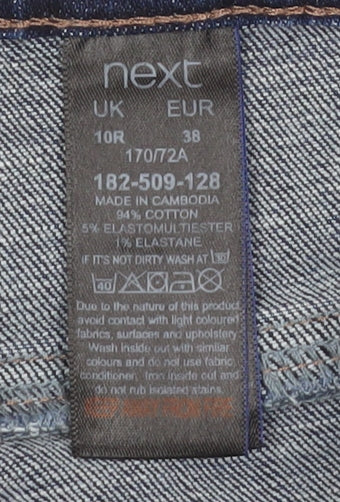 next
UK EUR
10R 38
170/72A
182-509-128
MADE IN CAMBODIA
94% COTTON
5% ELASTOMULTIESTER
1% ELASTANE
IF IT'S NOT DIRTY WASH AT 30
40
Due to the nature of this product
avoid contact with light coloured
fabrics, surfaces and upholstery
Wash inside out with similar
colours and do not use fabric
conditioner. Iron inside out and
do not rub isolated stains.